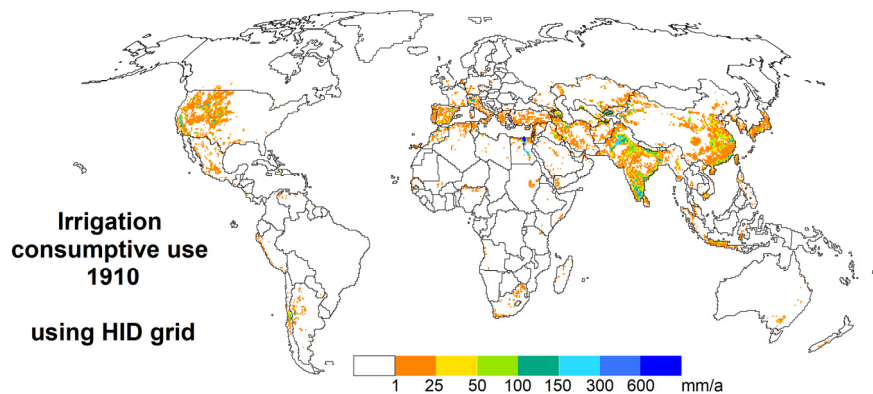 Irrigation
consumptive use
1910
using HID grid
1 25 50 100 150 300 600 mm/a